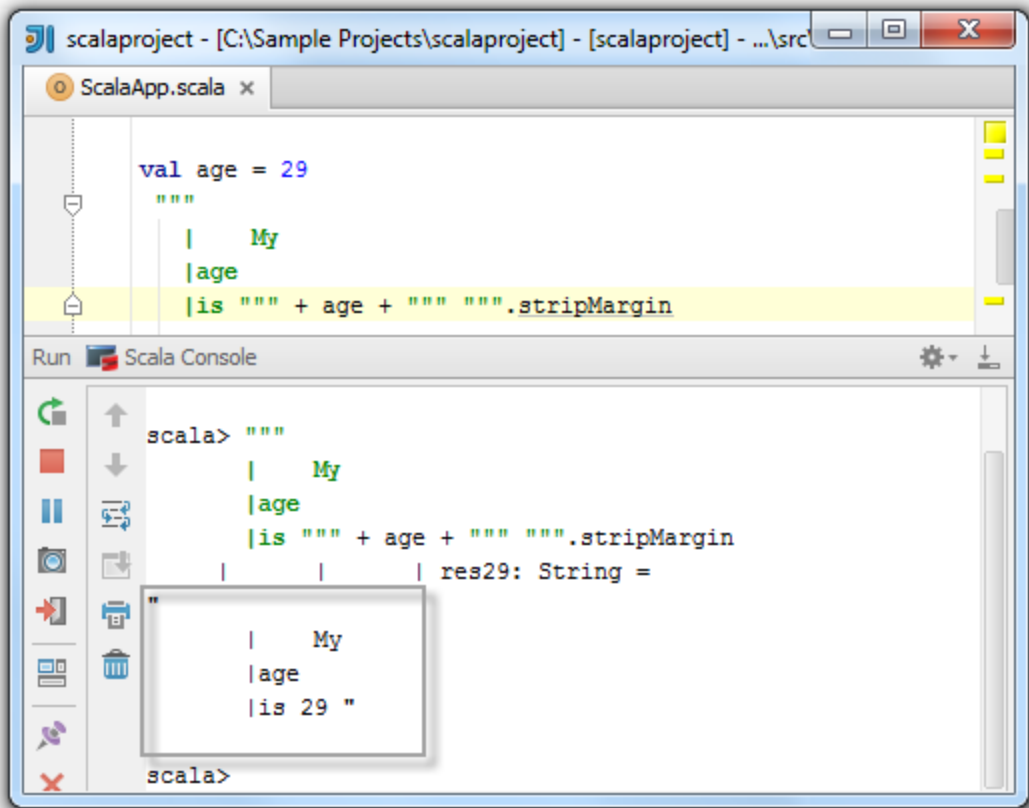 scalaproject - [C:\Sample Projects\scalaproject] - [scalaproject] - ...\src\
ScalaApp.scala
val age = 29
"""
|    My
|age
|is """ + age + """ """.stripMargin
Run Scala Console
scala> """
|    My
|age
|is """ + age + """ """.stripMargin
|      |      | res29: String =
"
|    My
|age
|is 29 "
scala>